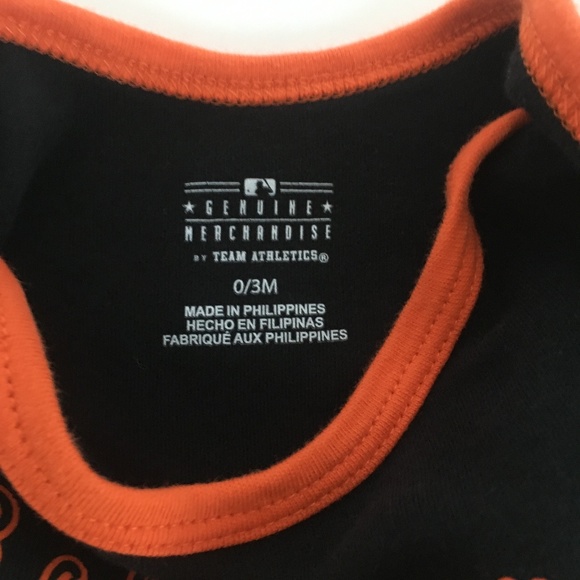 ★ GENUINE ★
MERCHANDISE
BY TEAM ATHLETICS®
0/3M
MADE IN PHILIPPINES
HECHO EN FILIPINAS
FABRIQUÉ AUX PHILIPPINES